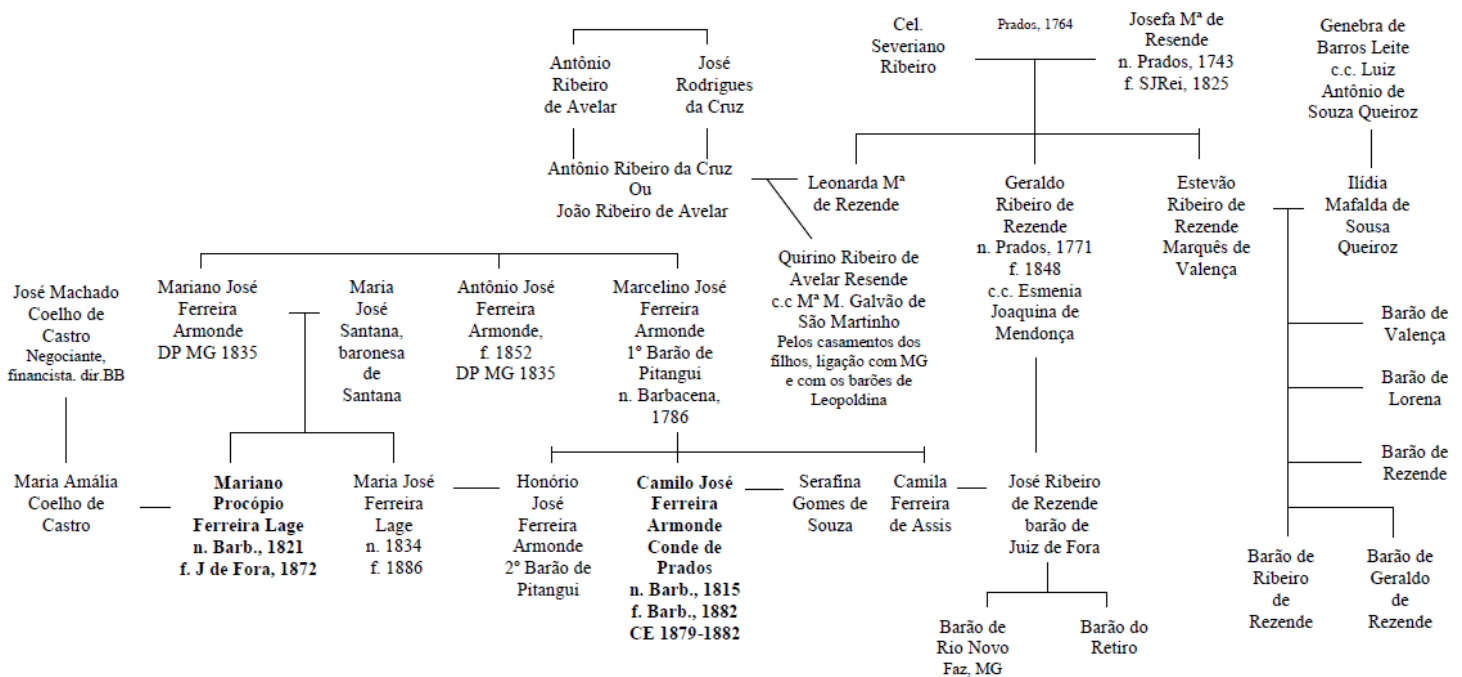 Cel.
Severiano
Ribeiro
Prados, 1764
Josefa Mª de
Resende
n. Prados, 1743
f. SJRei, 1825
Genebra de
Barros Leite
c.c. Luiz
Antônio de
Souza Queiroz
Antônio
Ribeiro
de Avelar
José
Rodrigues
da Cruz
Antônio Ribeiro da Cruz
Ou
João Ribeiro de Avelar
Leonarda Mª
de Rezende
Geraldo
Ribeiro de
Rezende
n. Prados, 1771
f. 1848
c.c. Esmenia
Joaquina de
Mendonça
Estevão
Ribeiro de
Rezende
Marquês de
Valença
Ilídia
Mafalda de
Sousa
Queiroz
Quirino Ribeiro de
Avelar Resende
c.c Mª M. Galvão de
São Martinho
Pelos casamentos dos
filhos, ligação com MG
e com os barões de
Leopoldina
José Machado
Coelho de
Castro
Negociante,
financista. dir.BB
Mariano José
Ferreira
Armonde
DP MG 1835
Maria
José
Santana,
baronesa
de
Santana
Antônio José
Ferreira
Armonde,
f. 1852
DP MG 1835
Marcelino José
Ferreira
Armonde
1º Barão de
Pitangui
n. Barbacena,
1786
Barão de
Valença
Barão de
Lorena
Barão de
Rezende
Maria Amália
Coelho de
Castro
Mariano
Procópio
Ferreira Lage
n. Barb., 1821
f. J de Fora, 1872
Maria José
Ferreira
Lage
n. 1834
f. 1886
Honório
José
Ferreira
Armonde
2º Barão de
Pitangui
Camilo José
Ferreira
Armonde
Conde de
Prados
n. Barb., 1815
f. Barb., 1882
CE 1879-1882
Serafina
Gomes de
Souza
Camila
Ferreira
de Assis
José Ribeiro
de Rezende
barão de
Juiz de Fora
Barão de
Ribeiro
de
Rezende
Barão de
Geraldo
de
Rezende
Barão de
Rio Novo
Faz, MG
Barão do
Retiro